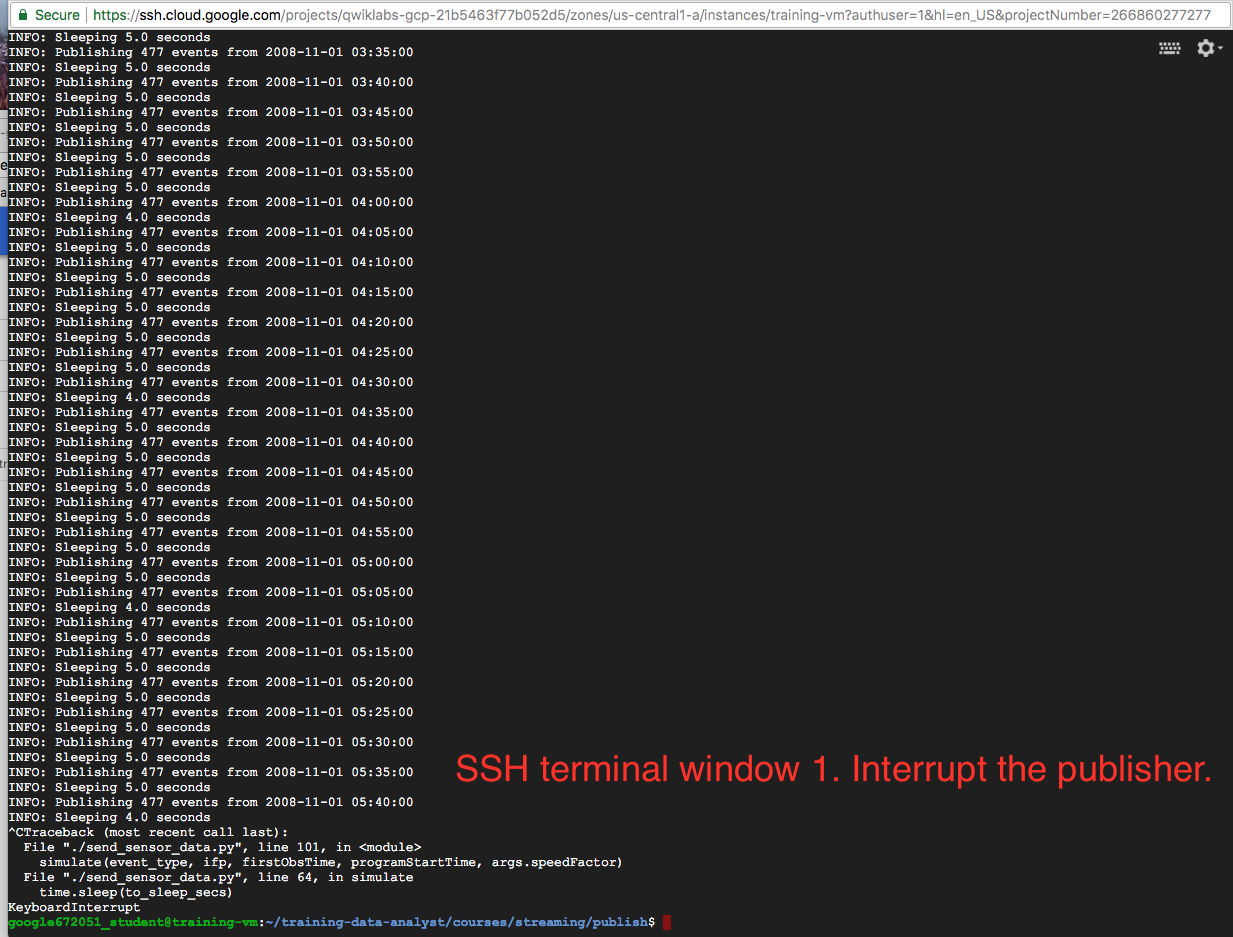 Secure https://ssh.cloud.google.com/projects/qwiklabs-gcp-21b5463f77b052d5/zones/us-central1-a/instances/training-vm?authuser=1&hl=en_US&projectNumber=266860277277
INFO: Sleeping 5.0 seconds
INFO: Publishing 477 events from 2008-11-01 03:35:00
INFO: Sleeping 5.0 seconds
INFO: Publishing 477 events from 2008-11-01 03:40:00
INFO: Sleeping 5.0 seconds
INFO: Publishing 477 events from 2008-11-01 03:45:00
INFO: Sleeping 5.0 seconds
INFO: Publishing 477 events from 2008-11-01 03:50:00
INFO: Sleeping 5.0 seconds
INFO: Publishing 477 events from 2008-11-01 03:55:00
INFO: Sleeping 5.0 seconds
INFO: Publishing 477 events from 2008-11-01 04:00:00
INFO: Sleeping 4.0 seconds
INFO: Publishing 477 events from 2008-11-01 04:05:00
INFO: Sleeping 5.0 seconds
INFO: Publishing 477 events from 2008-11-01 04:10:00
INFO: Sleeping 5.0 seconds
INFO: Publishing 477 events from 2008-11-01 04:15:00
INFO: Sleeping 5.0 seconds
INFO: Publishing 477 events from 2008-11-01 04:20:00
INFO: Sleeping 5.0 seconds
INFO: Publishing 477 events from 2008-11-01 04:25:00
INFO: Sleeping 5.0 seconds
INFO: Publishing 477 events from 2008-11-01 04:30:00
INFO: Sleeping 4.0 seconds
INFO: Publishing 477 events from 2008-11-01 04:35:00
INFO: Sleeping 5.0 seconds
INFO: Publishing 477 events from 2008-11-01 04:40:00
INFO: Sleeping 5.0 seconds
INFO: Publishing 477 events from 2008-11-01 04:45:00
INFO: Sleeping 5.0 seconds
INFO: Publishing 477 events from 2008-11-01 04:50:00
INFO: Sleeping 5.0 seconds
INFO: Publishing 477 events from 2008-11-01 04:55:00
INFO: Sleeping 5.0 seconds
INFO: Publishing 477 events from 2008-11-01 05:00:00
INFO: Sleeping 5.0 seconds
INFO: Publishing 477 events from 2008-11-01 05:05:00
INFO: Sleeping 4.0 seconds
INFO: Publishing 477 events from 2008-11-01 05:10:00
INFO: Sleeping 5.0 seconds
INFO: Publishing 477 events from 2008-11-01 05:15:00
INFO: Sleeping 5.0 seconds
INFO: Publishing 477 events from 2008-11-01 05:20:00
INFO: Sleeping 5.0 seconds
INFO: Publishing 477 events from 2008-11-01 05:25:00
INFO: Sleeping 5.0 seconds
INFO: Publishing 477 events from 2008-11-01 05:30:00
INFO: Sleeping 5.0 seconds
SSH terminal window 1. Interrupt the publisher.
INFO: Publishing 477 events from 2008-11-01 05:35:00
INFO: Sleeping 5.0 seconds
INFO: Publishing 477 events from 2008-11-01 05:40:00
INFO: Sleeping 4.0 seconds
^CTraceback (most recent call last):
  File "./send_sensor_data.py", line 101, in <module>
    simulate(event_type, ifp, firstObsTime, programStartTime, args.speedFactor)
  File "./send_sensor_data.py", line 64, in simulate
    time.sleep(to_sleep_secs)
KeyboardInterrupt
google672051_student@training-vm:~/training-data-analyst/courses/streaming/publish$